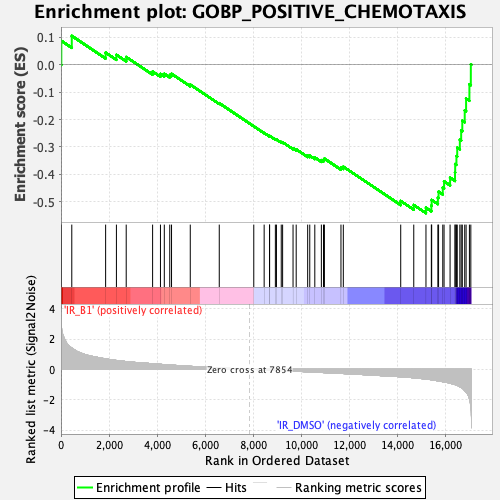 Enrichment plot: GOBP_POSITIVE_CHEMOTAXIS
Enrichment score (ES)
0.1
0.0
-0.1
-0.2
-0.3
-0.4
-0.5
'IR_B1' (positively correlated)
Ranked list metric (Signal2Noise)
4
2
0
-2
-4
Zero cross at 7854
'IR_DMSO' (negatively correlated)
0 2,000 4,000 6,000 8,000 10,000 12,000 14,000 16,000
Rank in Ordered Dataset
Enrichment profile Hits Ranking metric scores